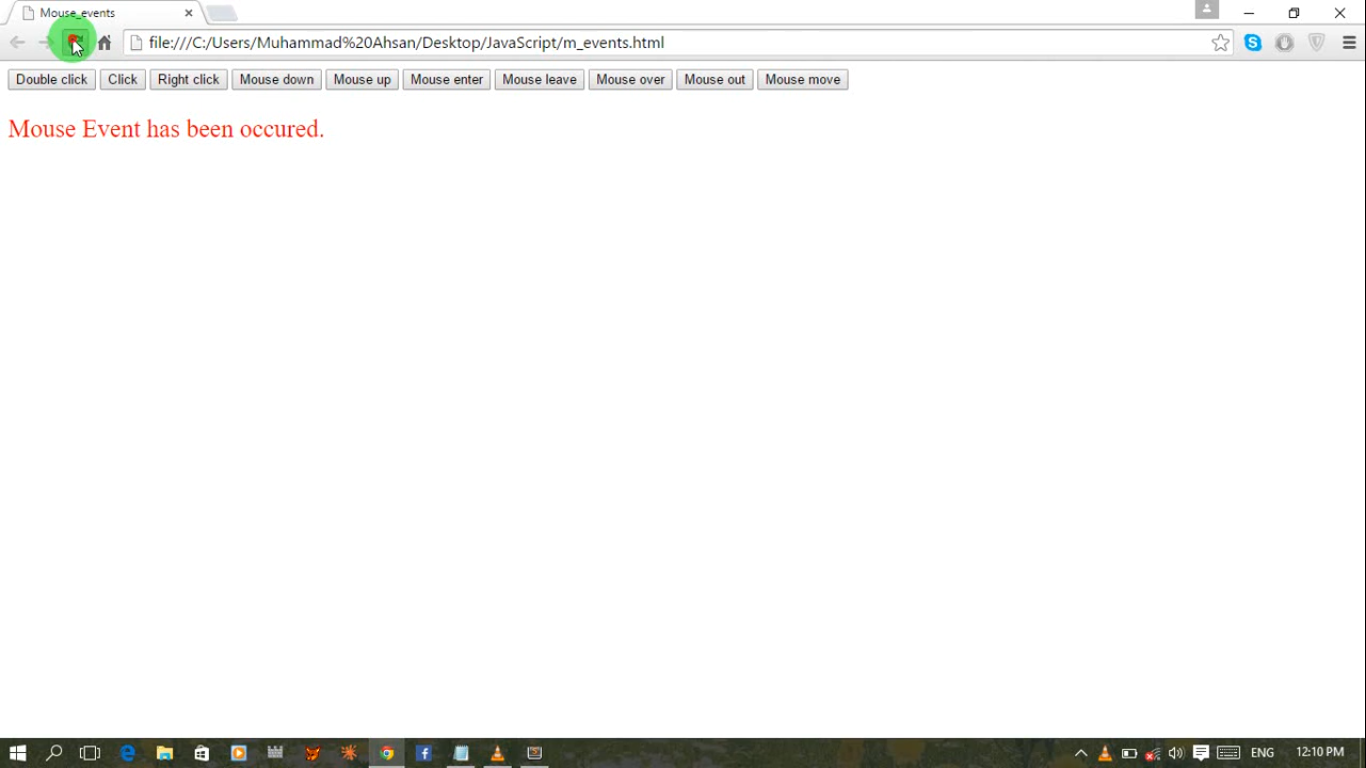 Mouse_events
file:///C:/Users/Muhammad%20Ahsan/Desktop/JavaScript/m_events.html
Double click Click Right click Mouse down Mouse up Mouse enter Mouse leave Mouse over Mouse out Mouse move
Mouse Event has been occured.
ENG 12:10 PM